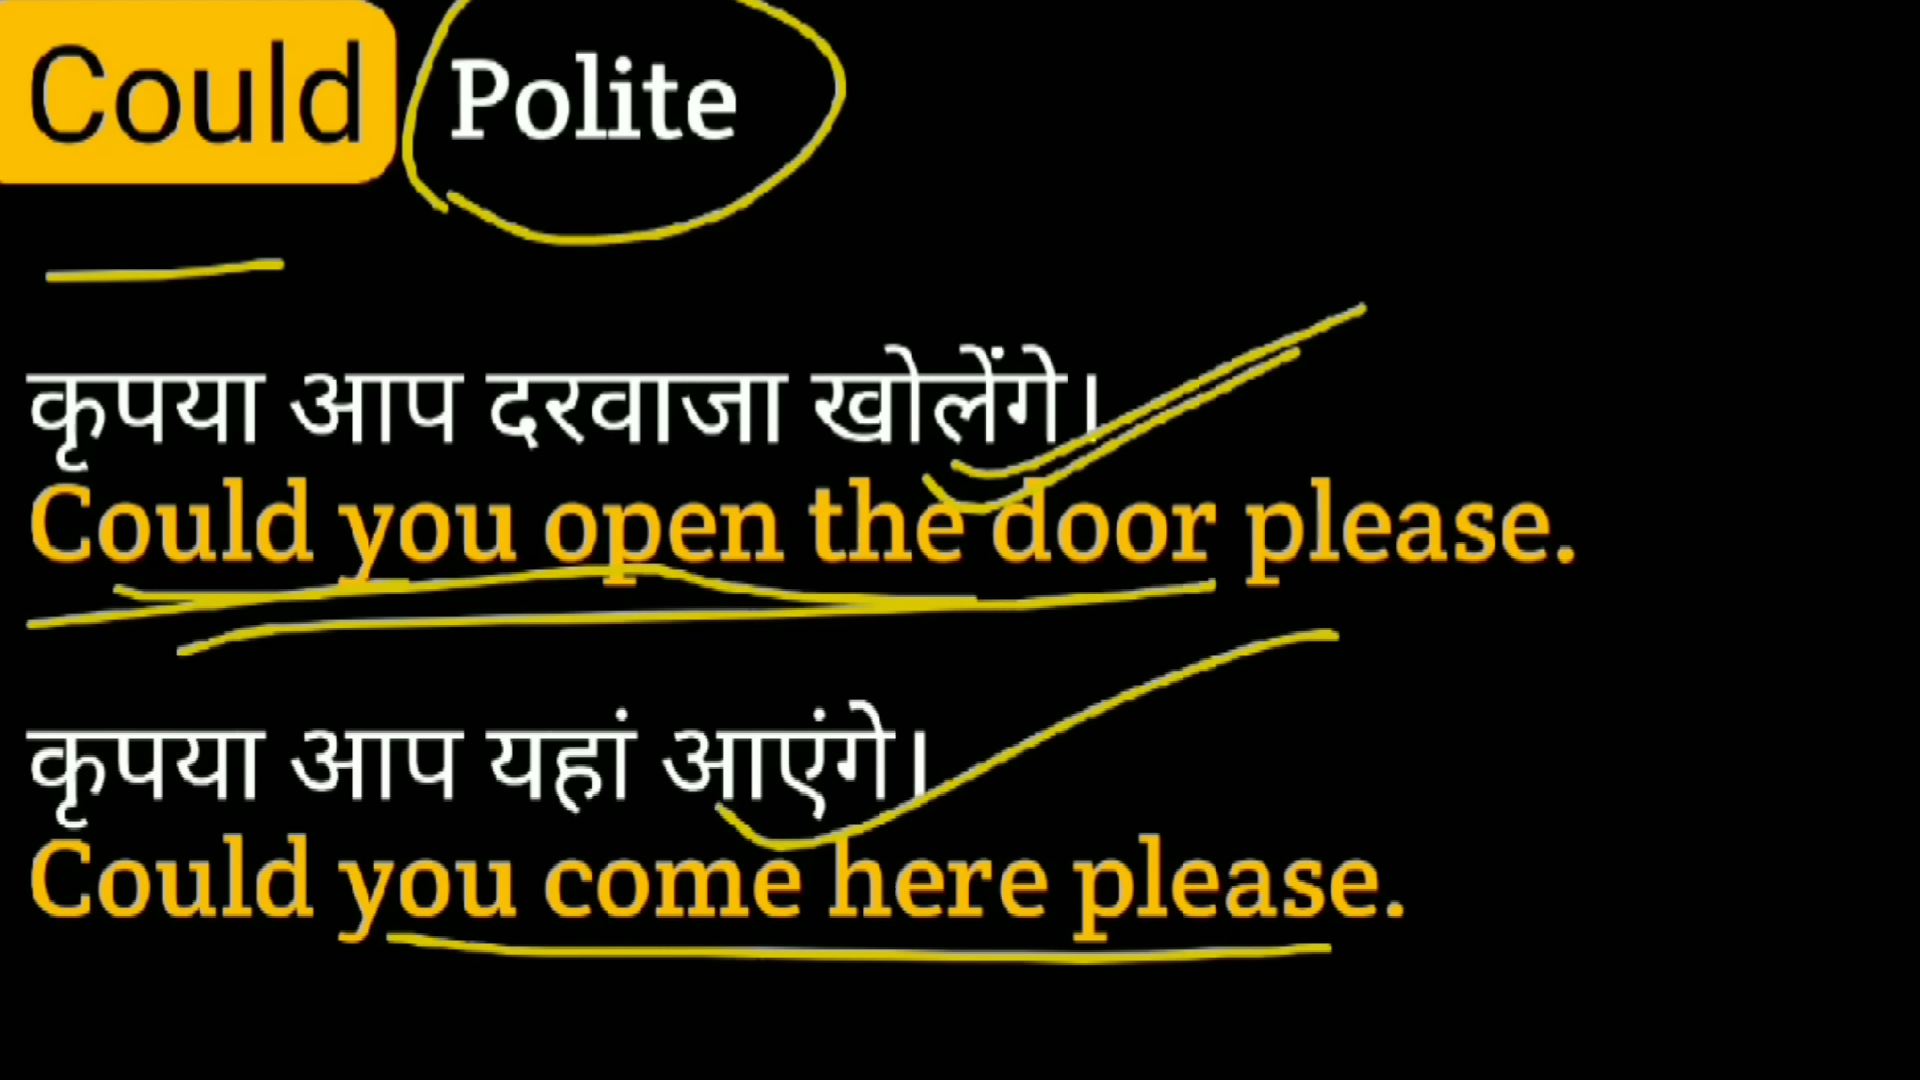 Could Polite
कृपया आप दरवाजा खोलेंगे।
Could you open the door please.
कृपया आप यहां आएंगे।
Could you come here please.